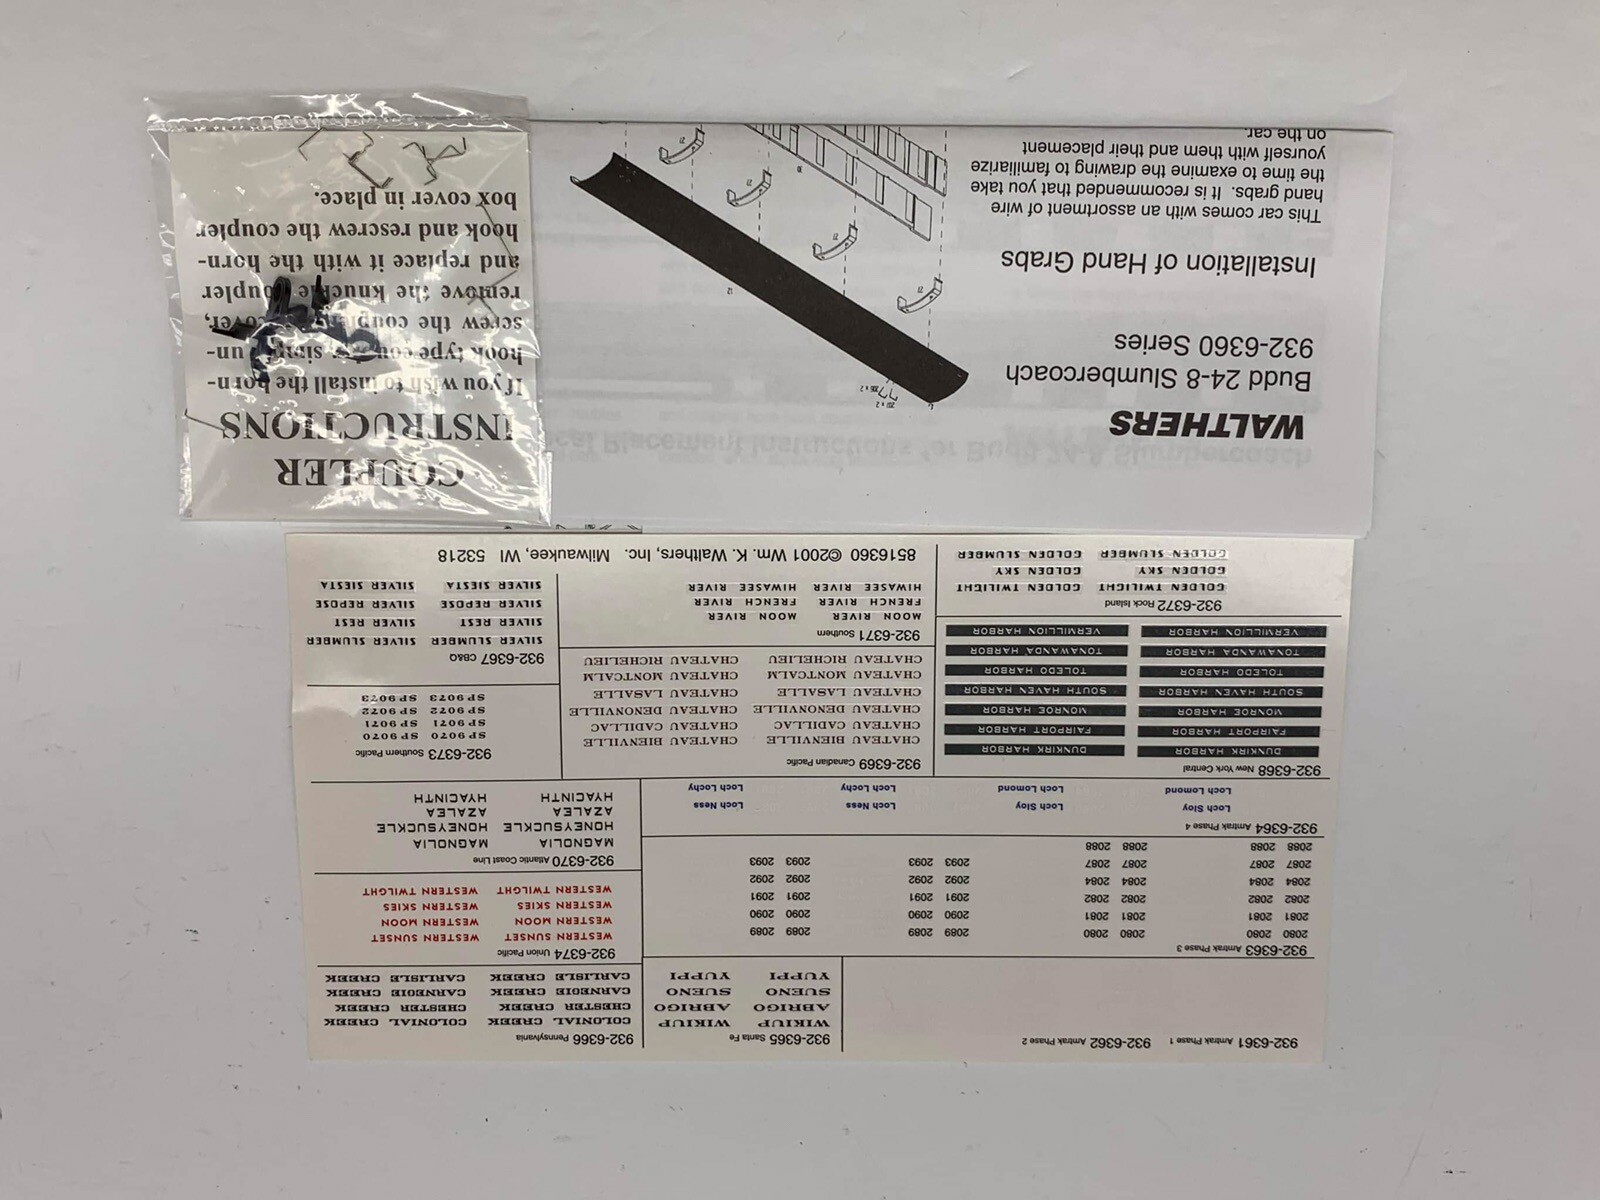 932-6361 Amtrak Phase 1 932-6362 Amtrak Phase 2
932-6365 Santa Fe
WIKIUP WIKIUP
ABRIGO ABRIGO
SUENO SUENO
YUPPI YUPPI
932-6366 Pennsylvania
COLONIAL CREEK COLONIAL CREEK
CHESTER CREEK CHESTER CREEK
CARNEGIE CREEK CARNEGIE CREEK
CARLISLE CREEK CARLISLE CREEK
932-6363 Amtrak Phase 3
2080 2080 2080 2080 2089 2089 2089 2089
2081 2081 2081 2081 2090 2090 2090 2090
2082 2082 2082 2082 2091 2091 2091 2091
2084 2084 2084 2084 2092 2092 2092 2092
2087 2087 2087 2087 2093 2093 2093 2093
2088 2088 2088 2088
932-6374 Union Pacific
WESTERN SUNSET WESTERN SUNSET
WESTERN MOON WESTERN MOON
WESTERN SKIES WESTERN SKIES
WESTERN TWILGHT WESTERN TWILGHT
932-6364 Amtrak Phase 4
Loch Sloy Loch Sloy Loch Ness Loch Ness
Loch Lomond Loch Lomond Loch Lochy Loch Lochy
932-6370 Atlantic Coast Line
MAGNOLIA MAGNOLIA
HONEYSUCKLE HONEYSUCKLE
AZALEA AZALEA
HYACINTH HYACINTH
932-6368 New York Central
DUNKIRK HARBOR DUNKIRK HARBOR
FAIRPORT HARBOR FAIRPORT HARBOR
MONROE HARBOR MONROE HARBOR
SOUTH HAVEN HARBOR SOUTH HAVEN HARBOR
TOLEDO HARBOR TOLEDO HARBOR
TONAWANDA HARBOR TONAWANDA HARBOR
VERMILLION HARBOR VERMILLION HARBOR
932-6369 Canadian Pacific
CHATEAU BIENVILLE CHATEAU BIENVILLE
CHATEAU CADILLAC CHATEAU CADILLAC
CHATEAU DENONVILLE CHATEAU DENONVILLE
CHATEAU LASALLE CHATEAU LASALLE
CHATEAU MONTCALM CHATEAU MONTCALM
CHATEAU RICHELIEU CHATEAU RICHELIEU
932-6373 Southern Pacific
SP 9070 SP 9070
SP 9071 SP 9071
SP 9072 SP 9072
SP 9073 SP 9073
932-6372 Rock Island
GOLDEN TWILIGHT GOLDEN TWILIGHT
GOLDEN SKY GOLDEN SKY
GOLDEN SLUMBER GOLDEN SLUMBER
932-6371 Southern
MOON RIVER MOON RIVER
FRENCH RIVER FRENCH RIVER
HIWASEE RIVER HIWASEE RIVER
932-6367 CB&Q
SILVER SLUMBER SILVER SLUMBER
SILVER REST SILVER REST
SILVER REPOSE SILVER REPOSE
SILVER SIESTA SILVER SIESTA
8516360 ©2001 Wm. K. Walthers, Inc. Milwaukee, WI 53218
WALTHERS
Budd 24-8 Slumbercoach
932-6360 Series
Installation of Hand Grabs
This car comes with an assortment of wire
hand grabs. It is recommended that you take
the time to examine the drawing to familiarize
yourself with them and their placement
on the car.
Placement Instructions for Budd 24-8 Slumbercoach
COUPLER
INSTRUCTIONS
If you wish to install the horn-
hook type coupler, simply un-
screw the coupler cover,
remove the knuckle coupler
and replace it with the horn-
hook and rescrew the coupler
box cover in place.